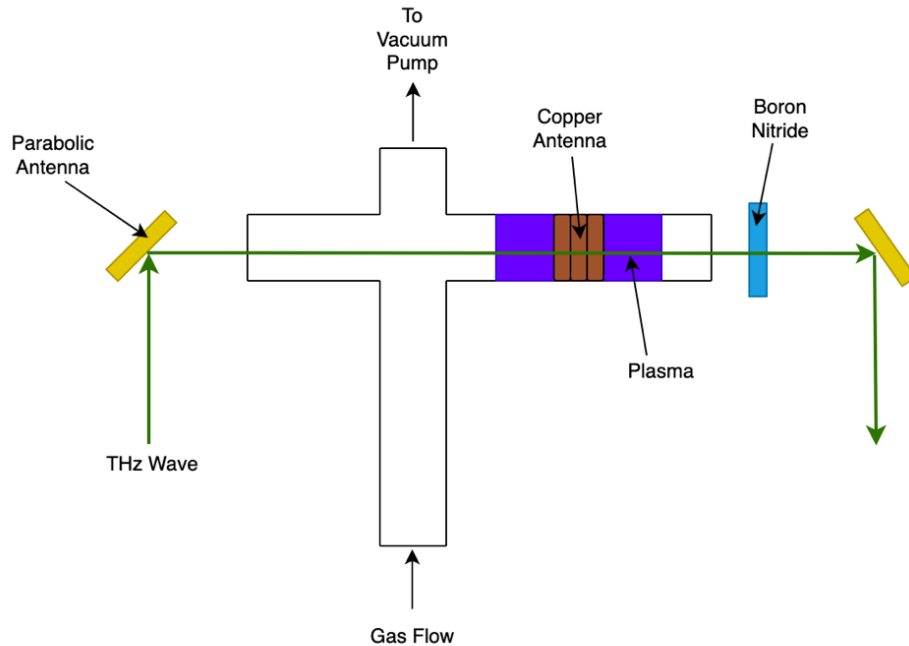 To
Vacuum
Pump
Parabolic
Antenna
Copper
Antenna
Boron
Nitride
Plasma
THz Wave
Gas Flow